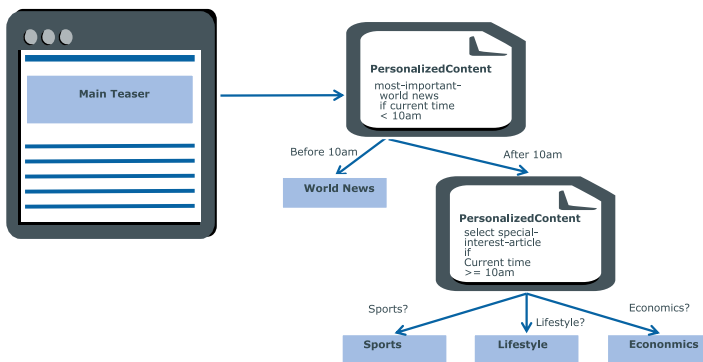 Main Teaser
PersonalizedContent
most-important-
world news
if current time
< 10am
Before 10am
After 10am
World News
PersonalizedContent
select special-
interest-article
if
Current time
>= 10am
Sports?
Lifestyle?
Economics?
Sports
Lifestyle
Econonmics